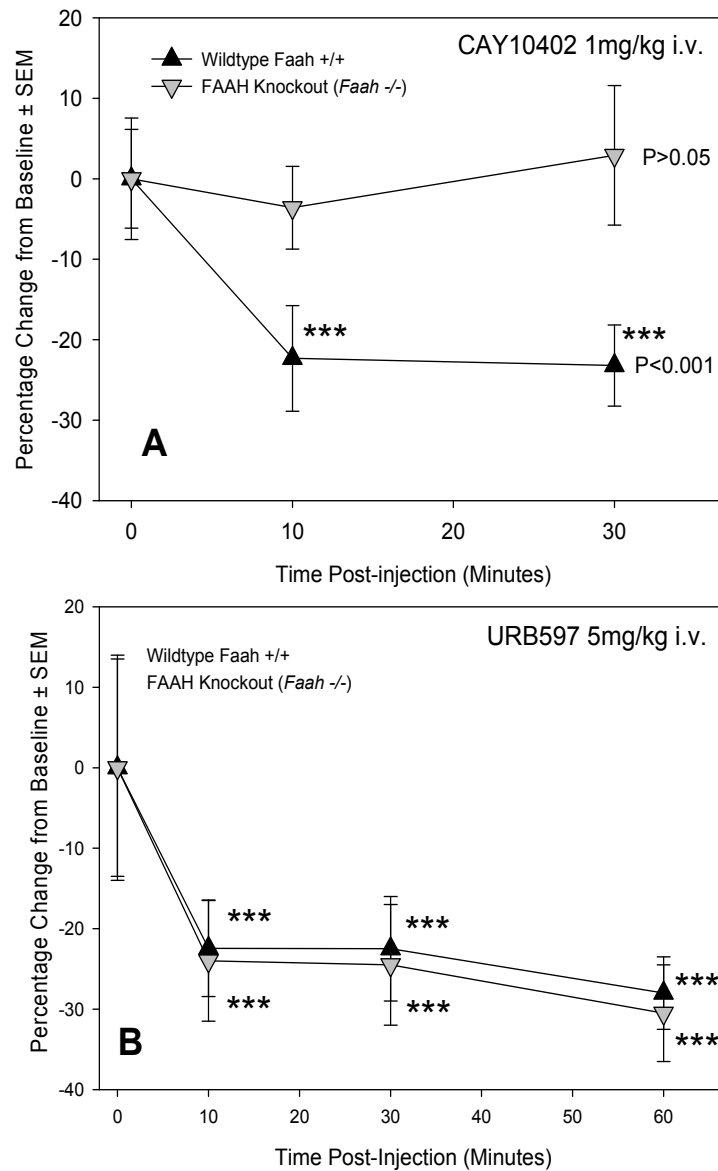 CAY10402 1mg/kg i.v.
Wildtype Faah +/+
FAAH Knockout (Faah -/-)
Percentage Change from Baseline ± SEM
20
10
0
-10
-20
-30
-40
P>0.05
***
***
P<0.001
A
0
10
20
30
Time Post-injection (Minutes)
URB597 5mg/kg i.v.
Wildtype Faah +/+
FAAH Knockout (Faah -/-)
Percentage Change from Baseline ± SEM
20
10
0
-10
-20
-30
-40
***
***
***
***
***
***
B
0
10
20
30
40
50
60
Time Post-Injection (Minutes)